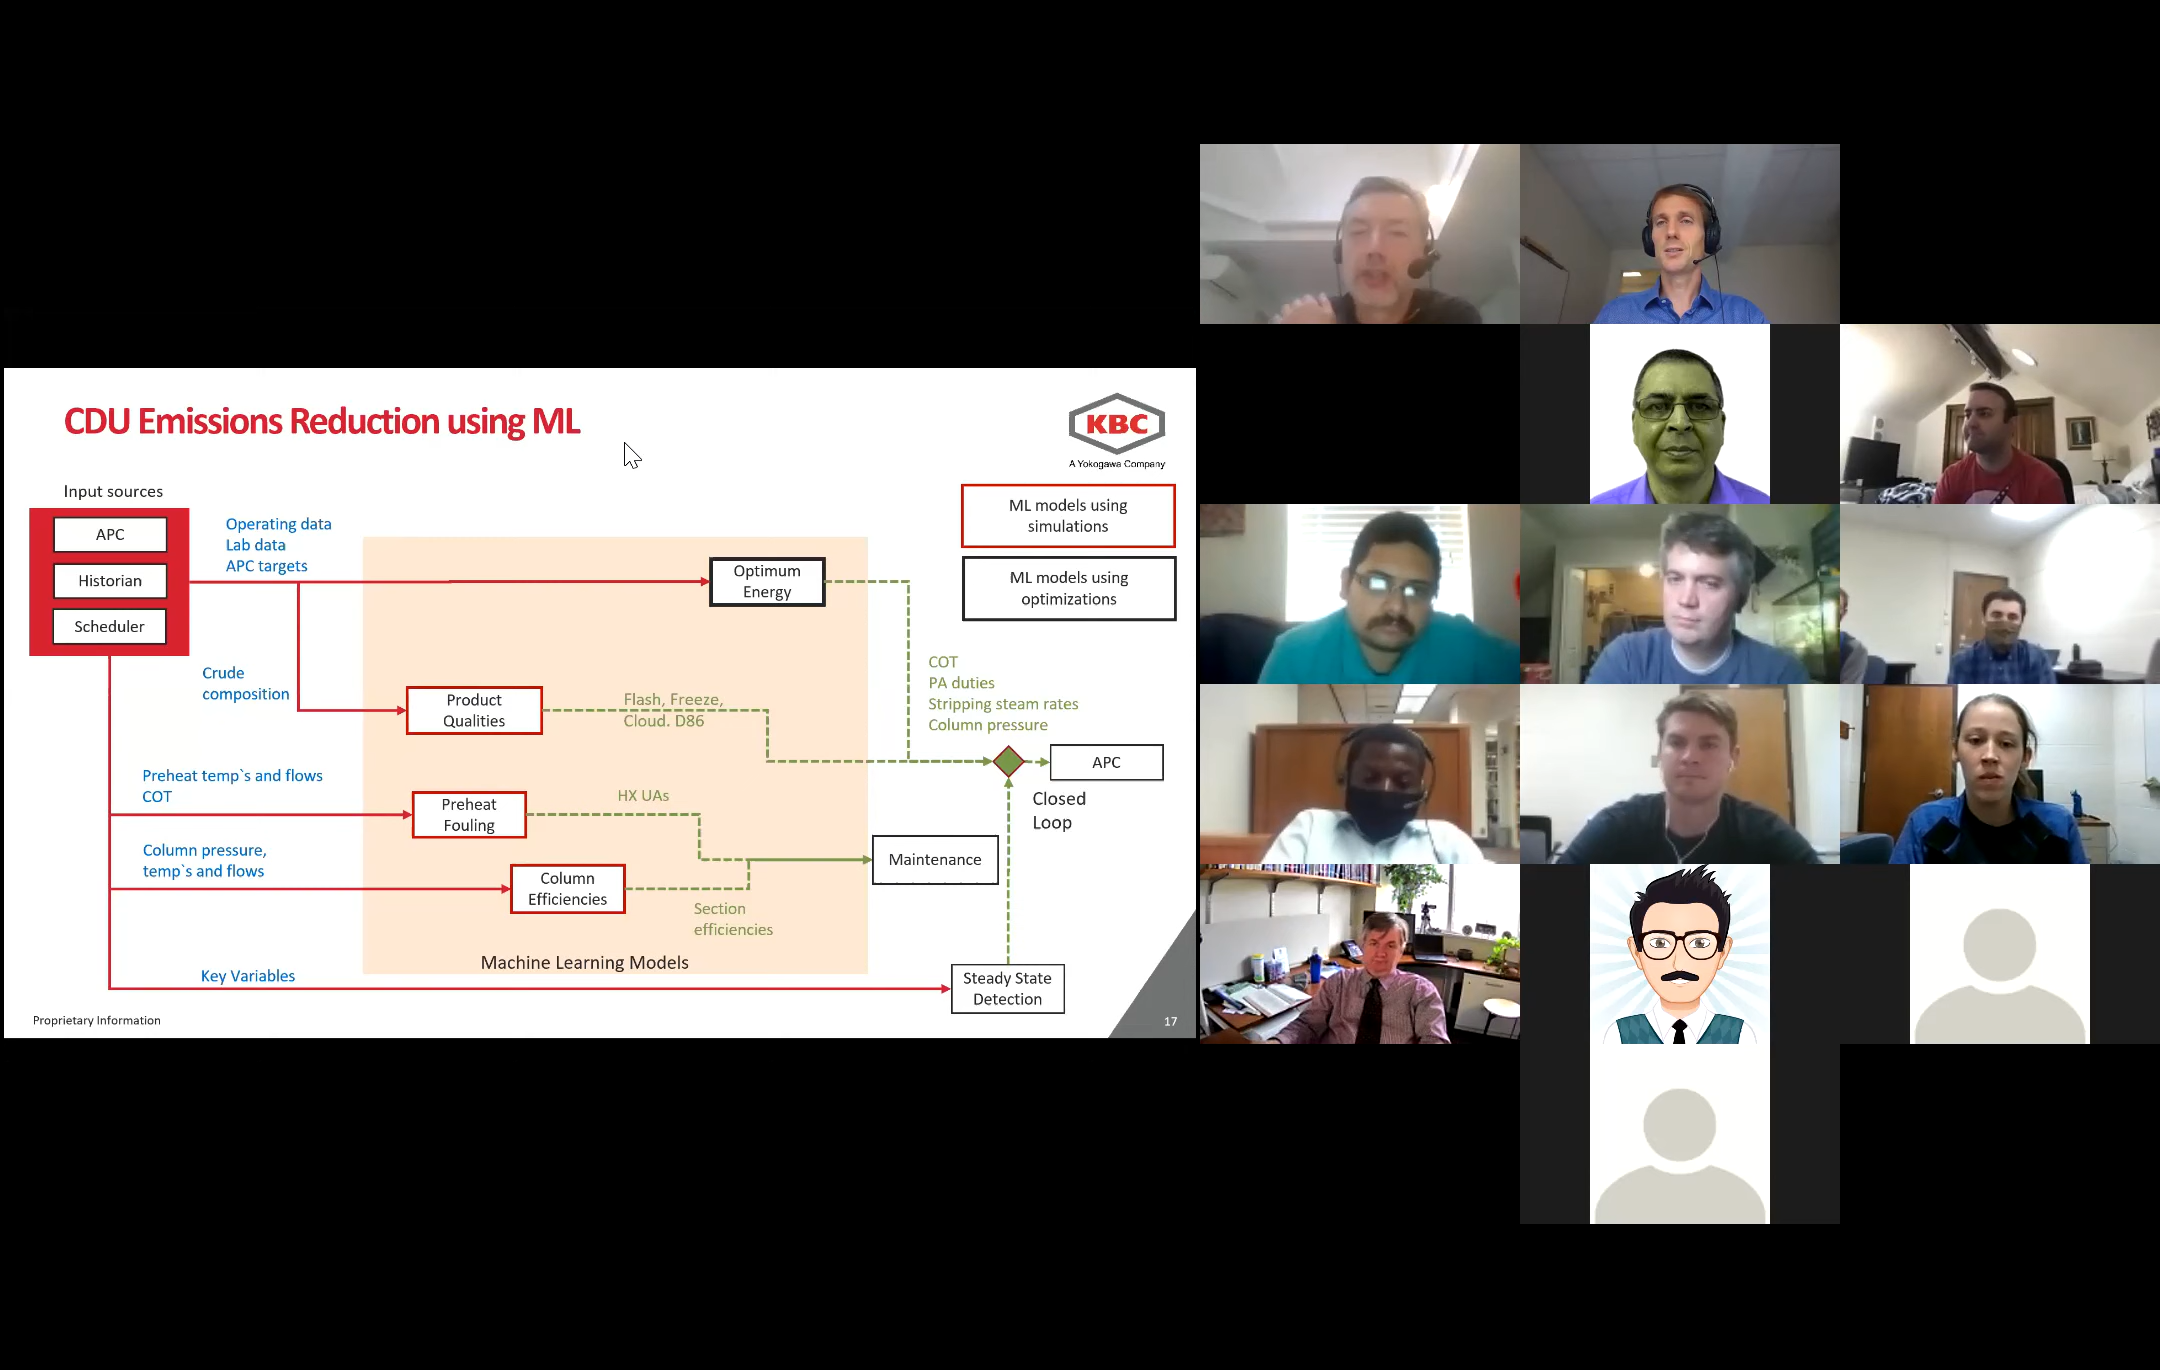 CDU Emissions Reduction using ML
KBC
A Yokogawa Company
Input sources
APC
Historian
Scheduler
Operating data
Lab data
APC targets
Optimum
Energy
ML models using
simulations
ML models using
optimizations
Crude
composition
Product
Qualities
Flash, Freeze,
Cloud. D86
COT
PA duties
Stripping steam rates
Column pressure
APC
Closed
Loop
Preheat temp`s and flows
COT
Preheat
Fouling
HX UAs
Maintenance
Column pressure,
temp`s and flows
Column
Efficiencies
Section
efficiencies
Machine Learning Models
Key Variables
Steady State
Detection
Proprietary Information
17